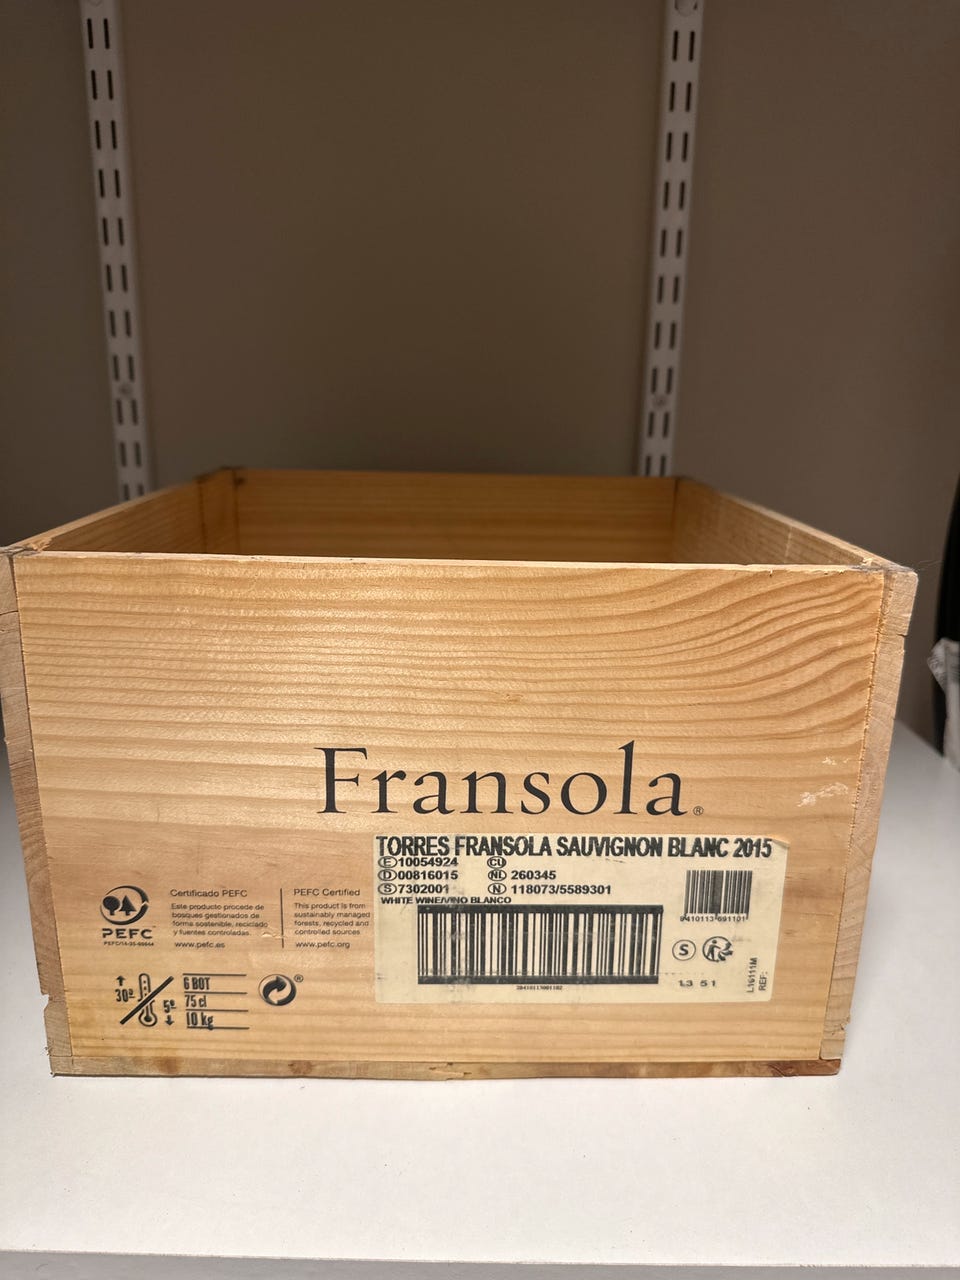 Fransola®
TORRES FRANSOLA SAUVIGNON BLANC 2015
E 10054924 CU
D 00816015 NL 260345
S 7302001 N 118073/5589301
WHITE WINE/VINO BLANCO
8410113 691101
S
13 51
L16111M
REF:
PEFC
Certificado PEFC
Este producto procede de
bosques gestionados de
forma sostenible, reciclado
y fuentes controladas.
www.pefc.es
PEFC Certified
This product is from
sustainably managed
forests, recycled and
controlled sources
www.pefc.org
30º
5º
6 BOT
75 cl
10 kg
®